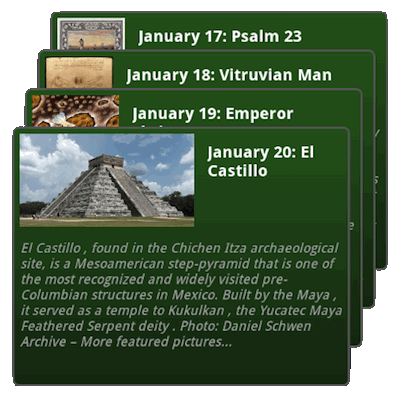 January 17: Psalm 23
January 18: Vitruvian Man
January 19: Emperor
January 20: El
Castillo
El Castillo , found in the Chichen Itza archaeological
site, is a Mesoamerican step-pyramid that is one of
the most recognized and widely visited pre-
Columbian structures in Mexico. Built by the Maya ,
it served as a temple to Kukulkan , the Yucatec Maya
Feathered Serpent deity . Photo: Daniel Schwen
Archive – More featured pictures...